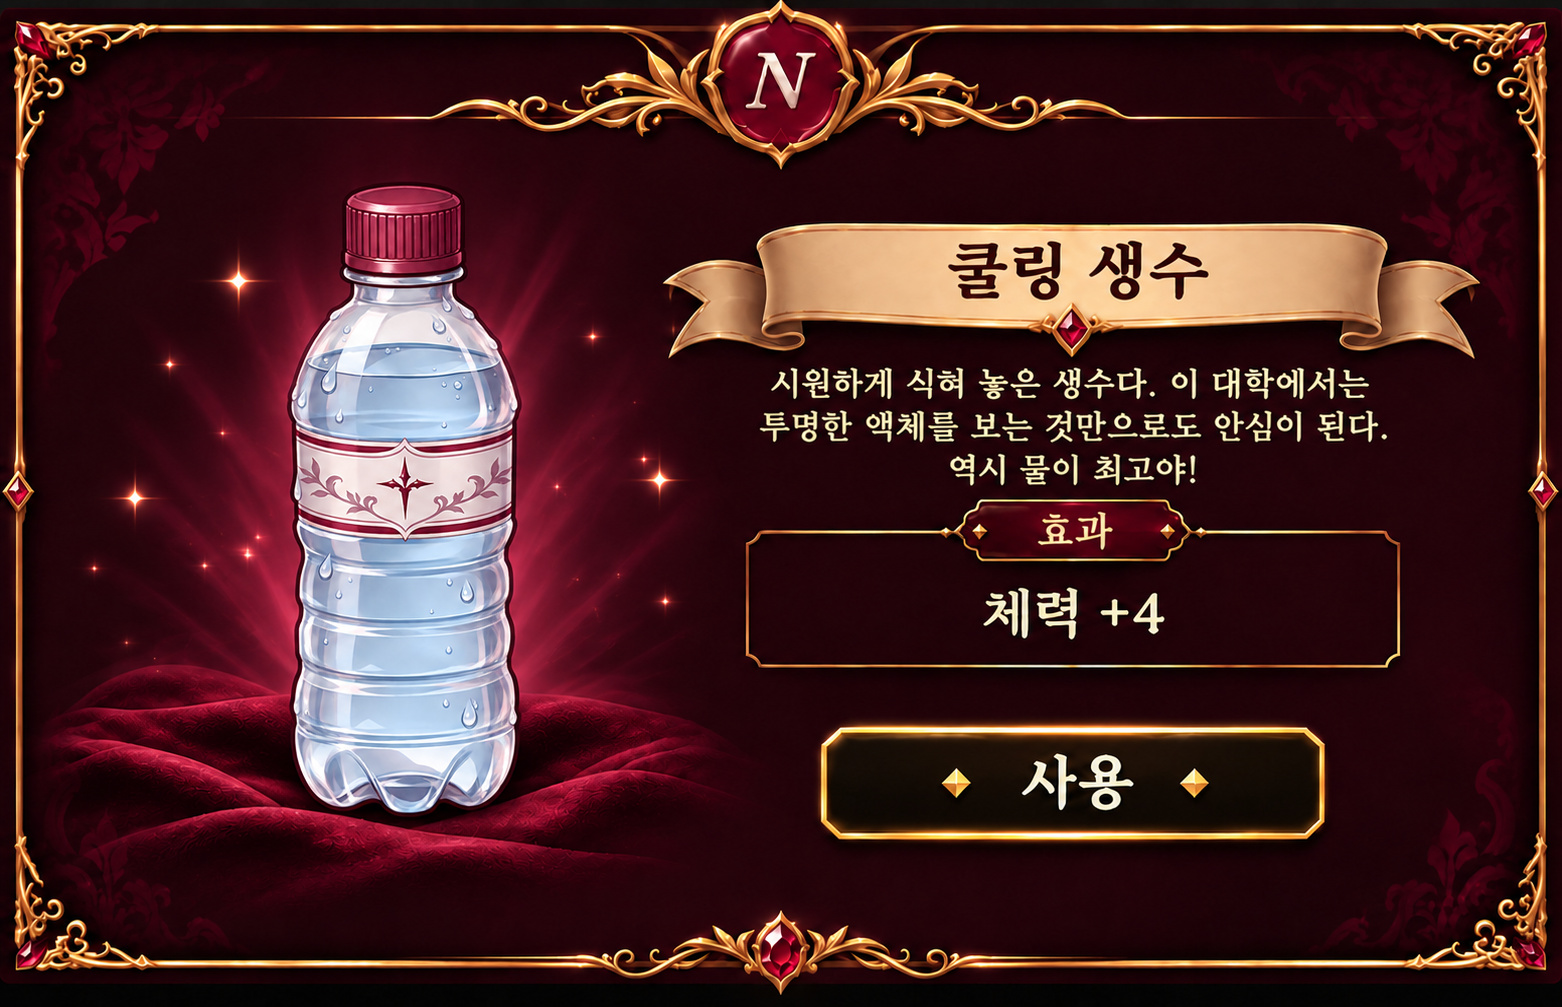 N
쿨링 생수
시원하게 식혀 놓은 생수다. 이 대학에서는
투명한 액체를 보는 것만으로도 안심이 된다.
역시 물이 최고야!
효과
체력 +4
사용